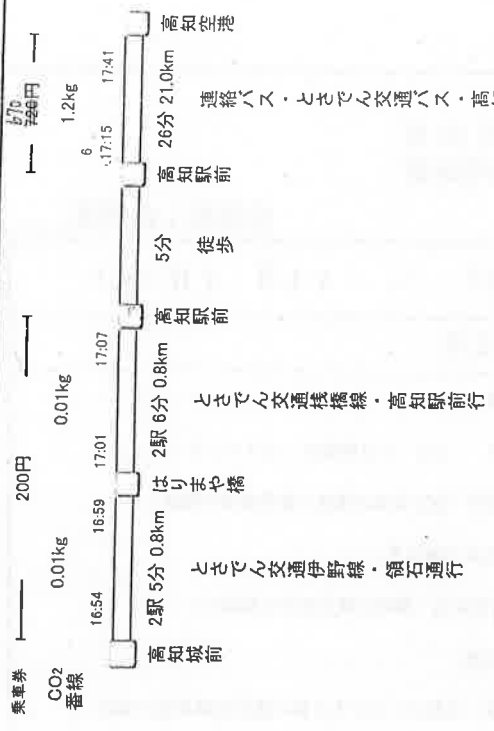 乗車券
200円
670
720円
CO2
0.01kg
0.01kg
1.2kg
番線
6
16:54
16:59
17:01
17:07
17:15
17:41
高知城前
はりまや橋
高知駅前
高知駅前
高知空港
2駅 5分 0.8km
2駅 6分 0.8km
5分
26分 21.0km
とさでん交通伊野線・領石通行
とさでん交通桟橋線・高知駅前行
徒歩
連絡バス・とさでん交通バス・高